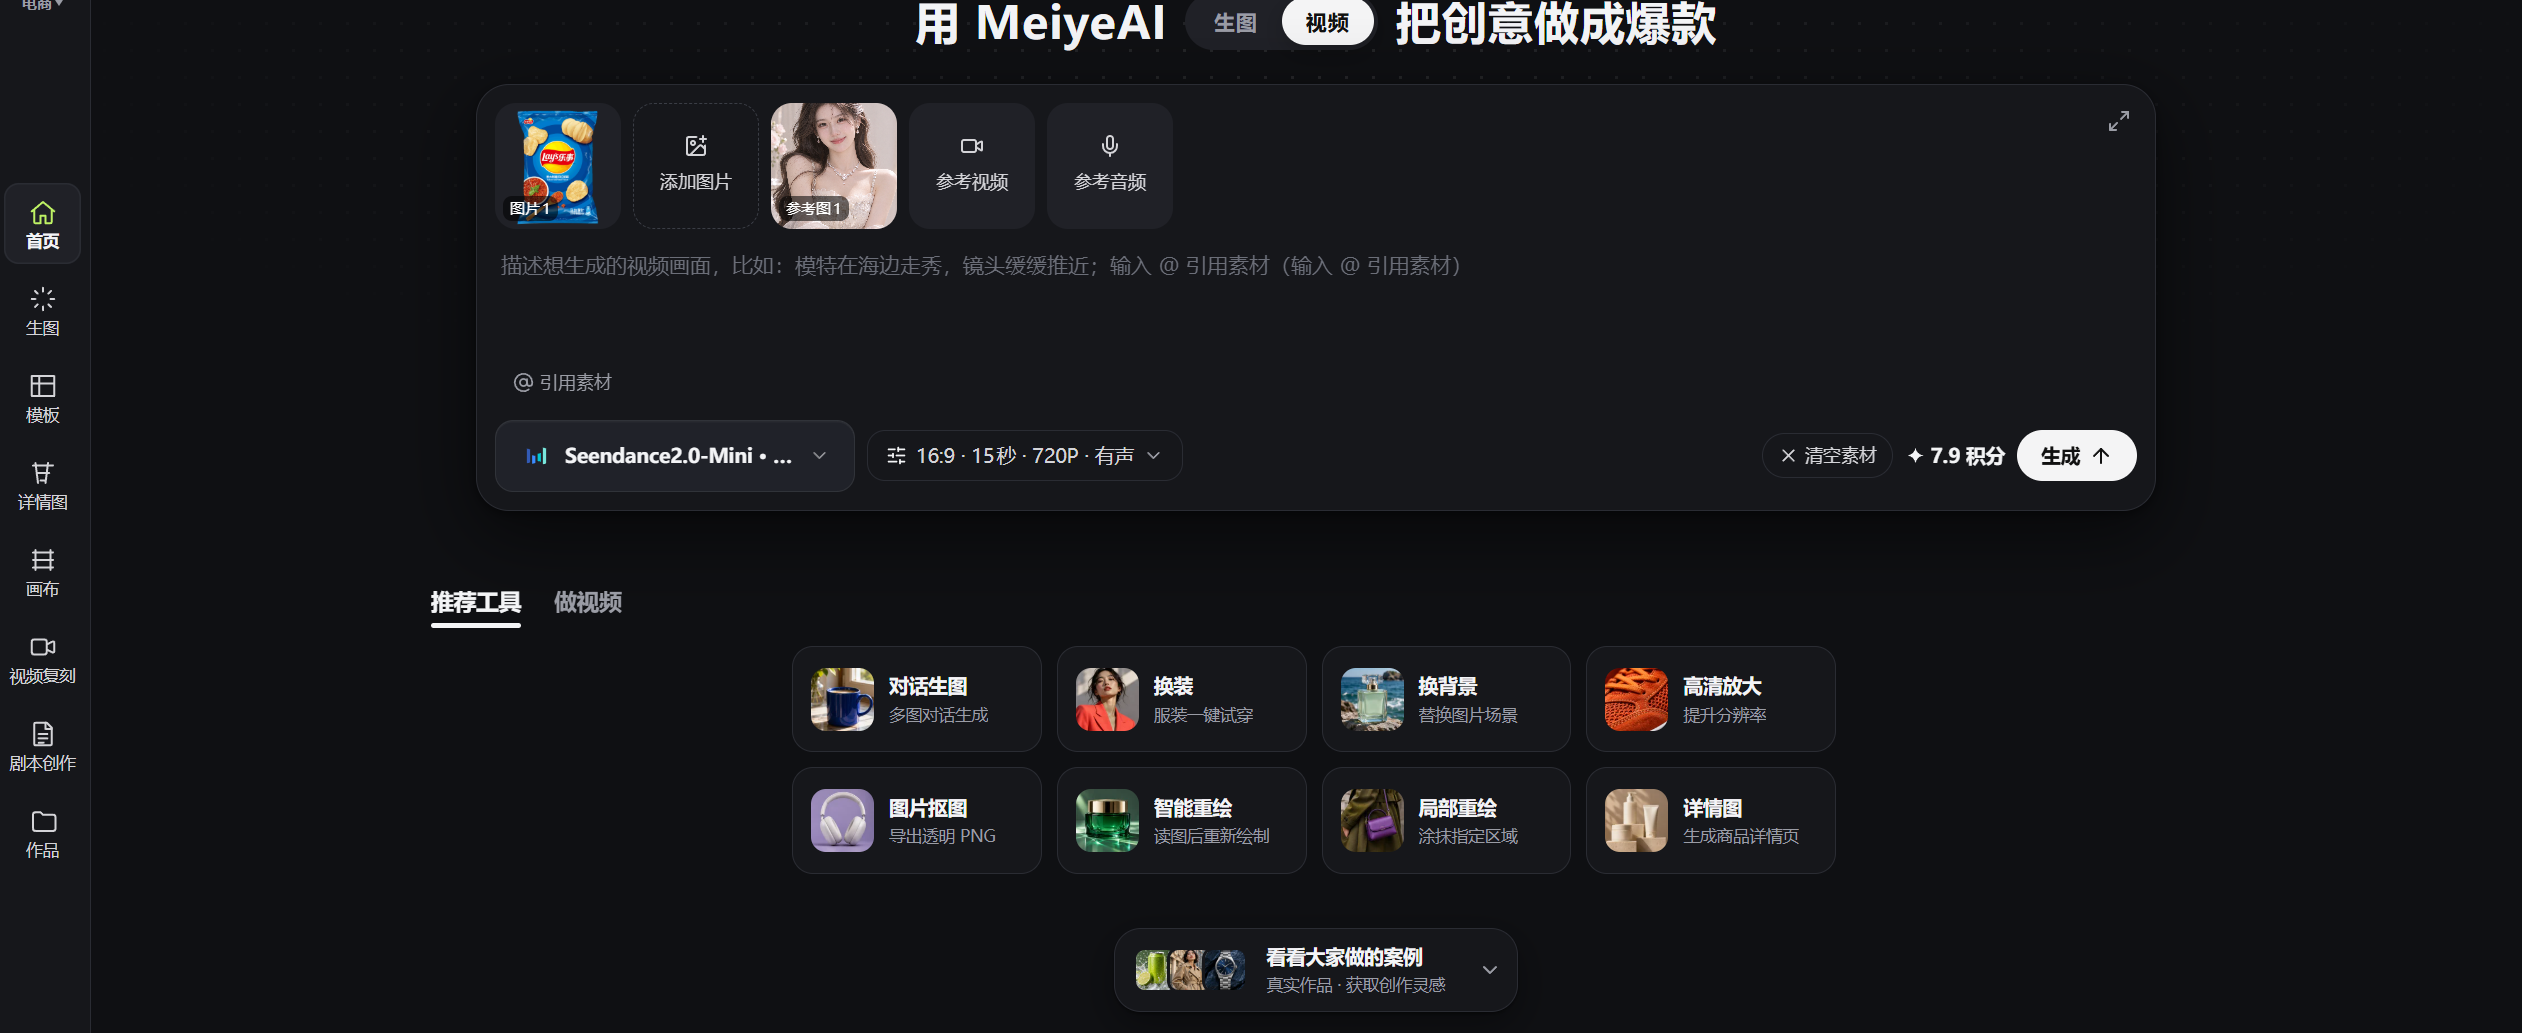 电商▾
用 MeiyeAI 生图 视频 把创意做成爆款
Lay's乐事
图片1
添加图片
参考图1
参考视频
参考音频
描述想生成的视频画面，比如：模特在海边走秀，镜头缓缓推近；输入 @ 引用素材（输入 @ 引用素材）
@ 引用素材
Seendance2.0-Mini • ...
16:9 · 15秒 · 720P · 有声
清空素材
7.9 积分
生成
首页
生图
模板
详情图
画布
视频复刻
剧本创作
作品
推荐工具
做视频
对话生图
多图对话生成
换装
服装一键试穿
换背景
替换图片场景
高清放大
提升分辨率
图片抠图
导出透明 PNG
智能重绘
读图后重新绘制
局部重绘
涂抹指定区域
详情图
生成商品详情页
看看大家做的案例
真实作品 · 获取创作灵感